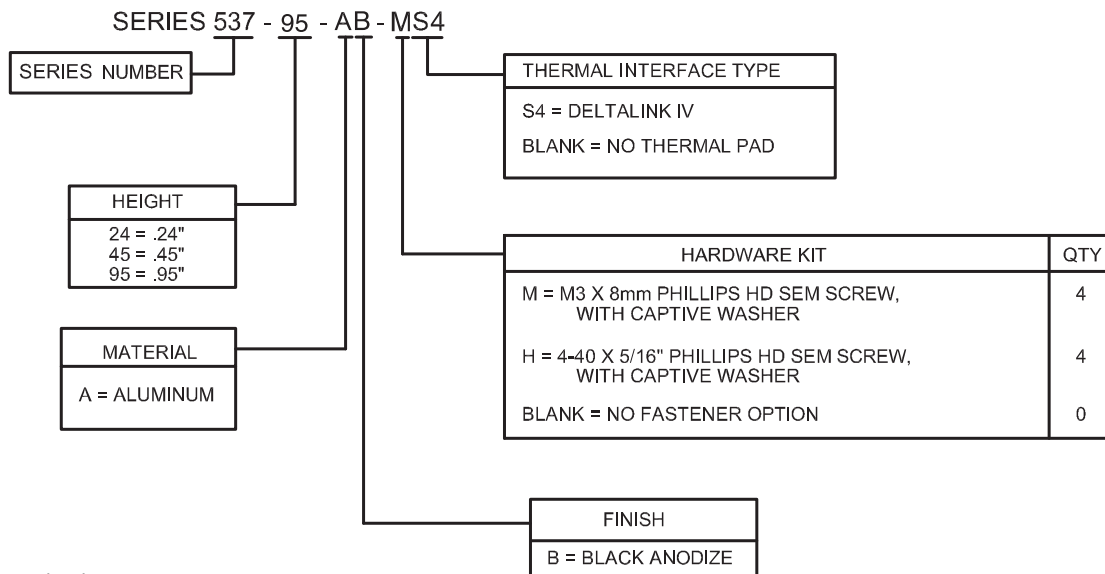 SERIES 537 - 95 - AB - MS4
SERIES NUMBER
THERMAL INTERFACE TYPE
S4 = DELTALINK IV
BLANK = NO THERMAL PAD
HEIGHT
24 = .24"
45 = .45"
95 = .95"
HARDWARE KIT QTY
M = M3 X 8mm PHILLIPS HD SEM SCREW, 4
WITH CAPTIVE WASHER
H = 4-40 X 5/16" PHILLIPS HD SEM SCREW, 4
WITH CAPTIVE WASHER
BLANK = NO FASTENER OPTION 0
MATERIAL
A = ALUMINUM
FINISH
B = BLACK ANODIZE